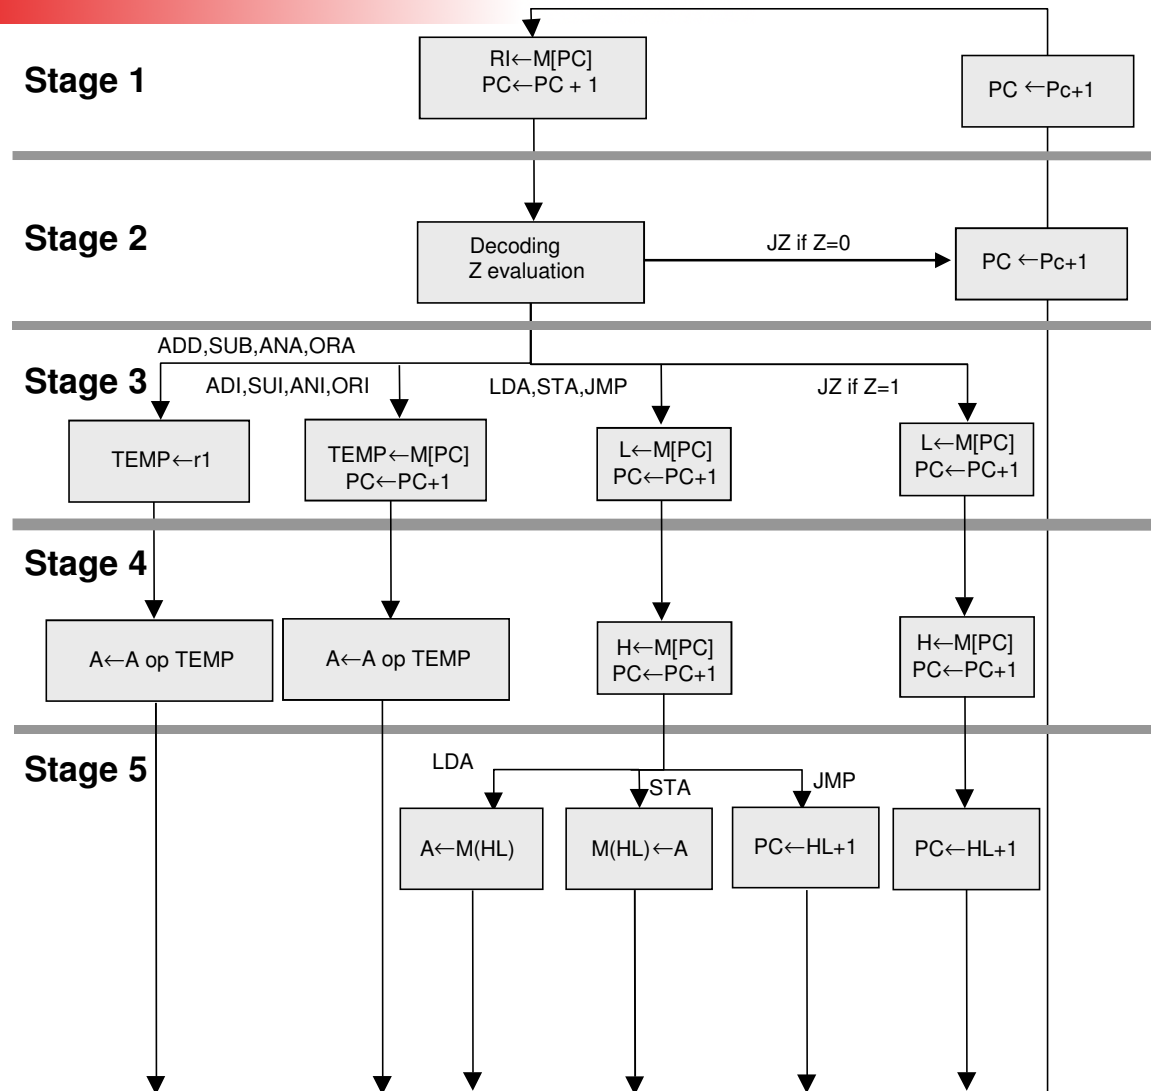 Stage 1
RI←M[PC]
PC←PC + 1
PC ←Pc+1
Stage 2
Decoding
Z evaluation
JZ if Z=0
PC ←Pc+1
Stage 3
ADD,SUB,ANA,ORA
ADI,SUI,ANI,ORI
LDA,STA,JMP
JZ if Z=1
TEMP←r1
TEMP←M[PC]
PC←PC+1
L←M[PC]
PC←PC+1
L←M[PC]
PC←PC+1
Stage 4
A←A op TEMP
A←A op TEMP
H←M[PC]
PC←PC+1
H←M[PC]
PC←PC+1
Stage 5
LDA
STA
JMP
A←M(HL)
M(HL)←A
PC←HL+1
PC←HL+1